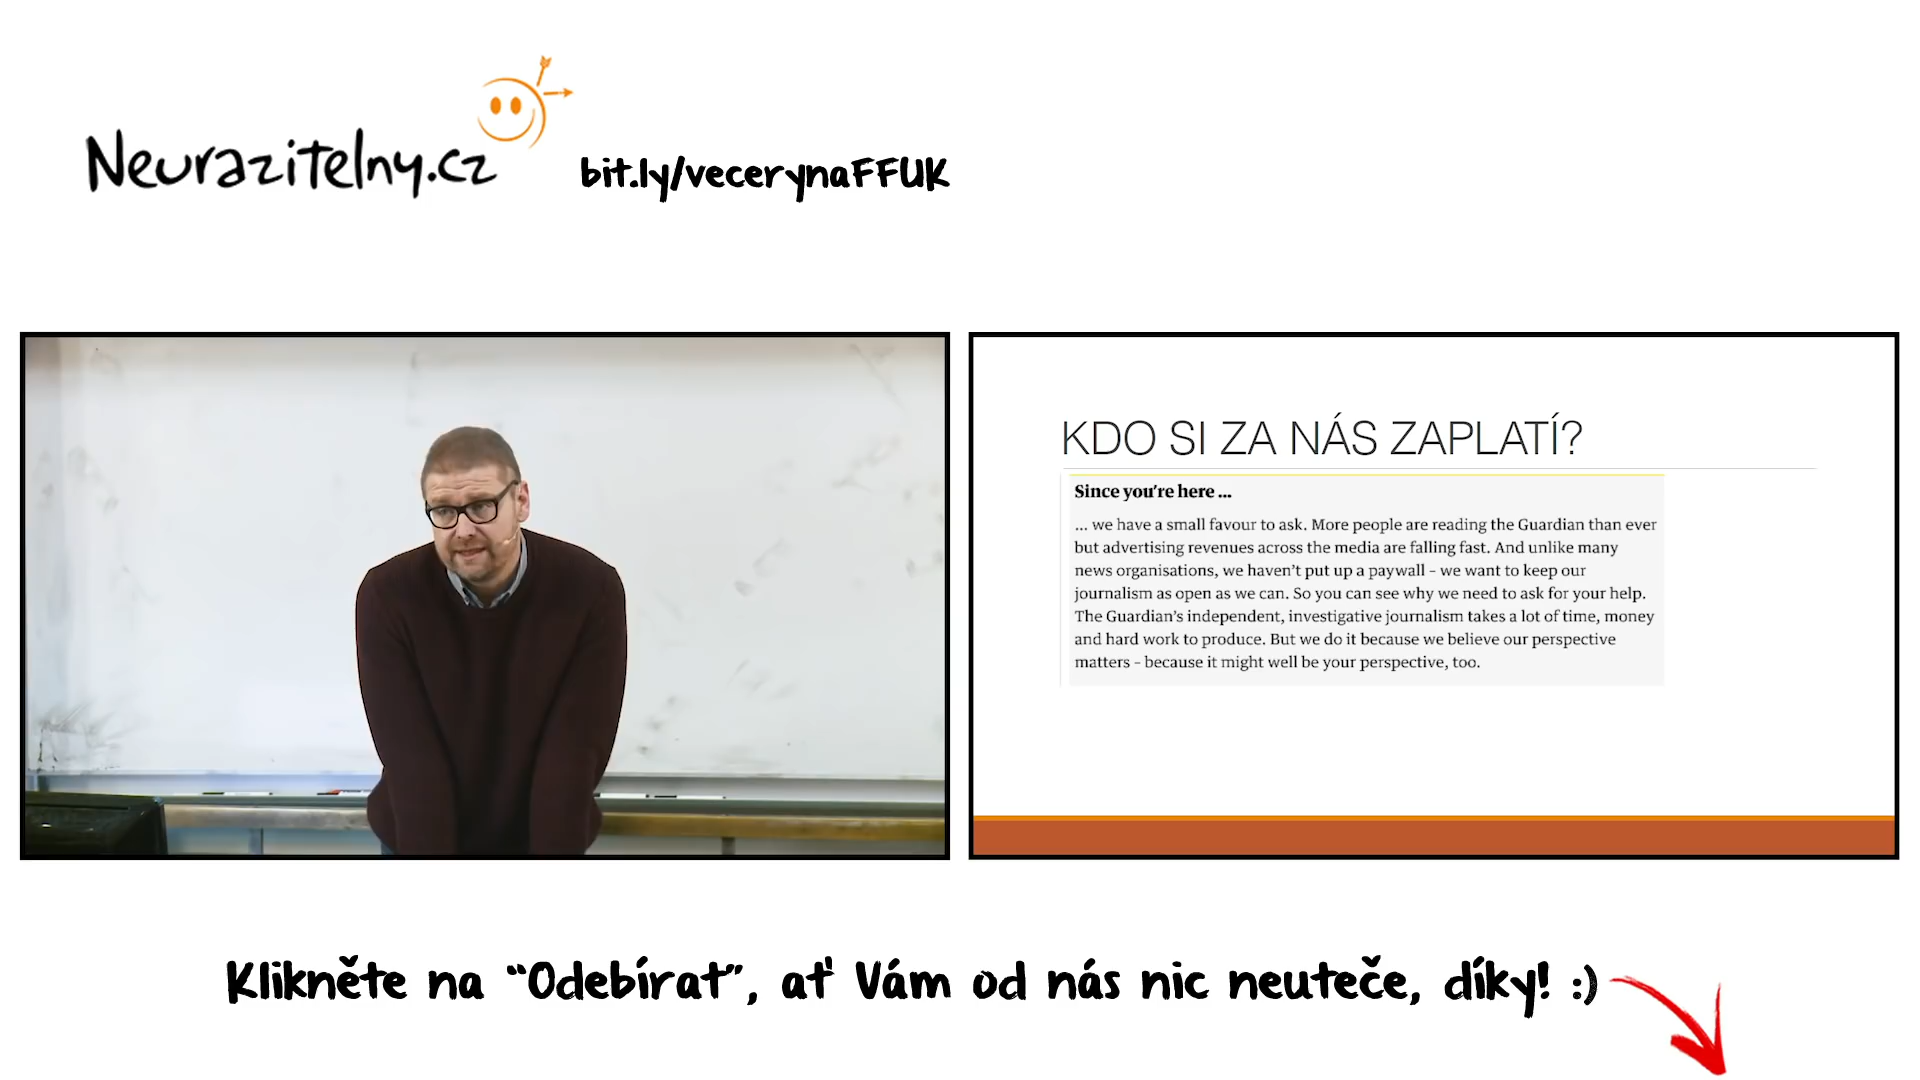 Neurazitelny.cz
bit.ly/vecerynaFFUK
KDO SI ZA NÁS ZAPLATÍ?
Since you're here ...
... we have a small favour to ask. More people are reading the Guardian than ever
but advertising revenues across the media are falling fast. And unlike many
news organisations, we haven't put up a paywall – we want to keep our
journalism as open as we can. So you can see why we need to ask for your help.
The Guardian's independent, investigative journalism takes a lot of time, money
and hard work to produce. But we do it because we believe our perspective
matters – because it might well be your perspective, too.
Klikněte na “Odebírat”, ať Vám od nás nic neuteče, díky! :)